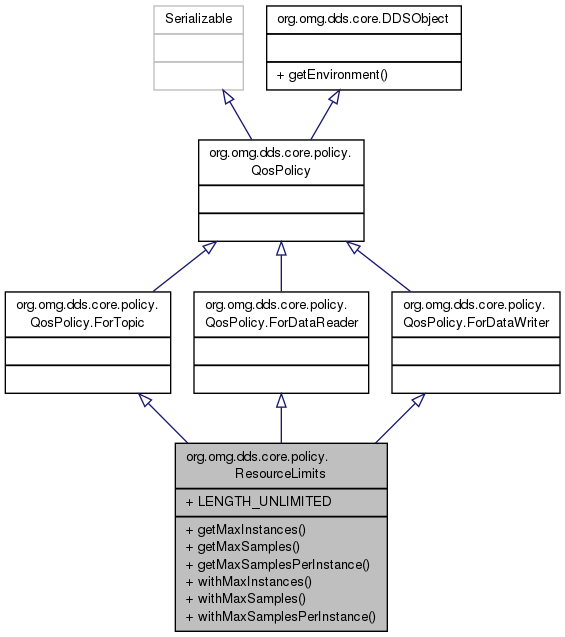 Serializable
org.omg.dds.core.DDSObject
+ getEnvironment()
org.omg.dds.core.policy.
QosPolicy
org.omg.dds.core.policy.
QosPolicy.ForTopic
org.omg.dds.core.policy.
QosPolicy.ForDataReader
org.omg.dds.core.policy.
QosPolicy.ForDataWriter
org.omg.dds.core.policy.
ResourceLimits
+ LENGTH_UNLIMITED
+ getMaxInstances()
+ getMaxSamples()
+ getMaxSamplesPerInstance()
+ withMaxInstances()
+ withMaxSamples()
+ withMaxSamplesPerInstance()